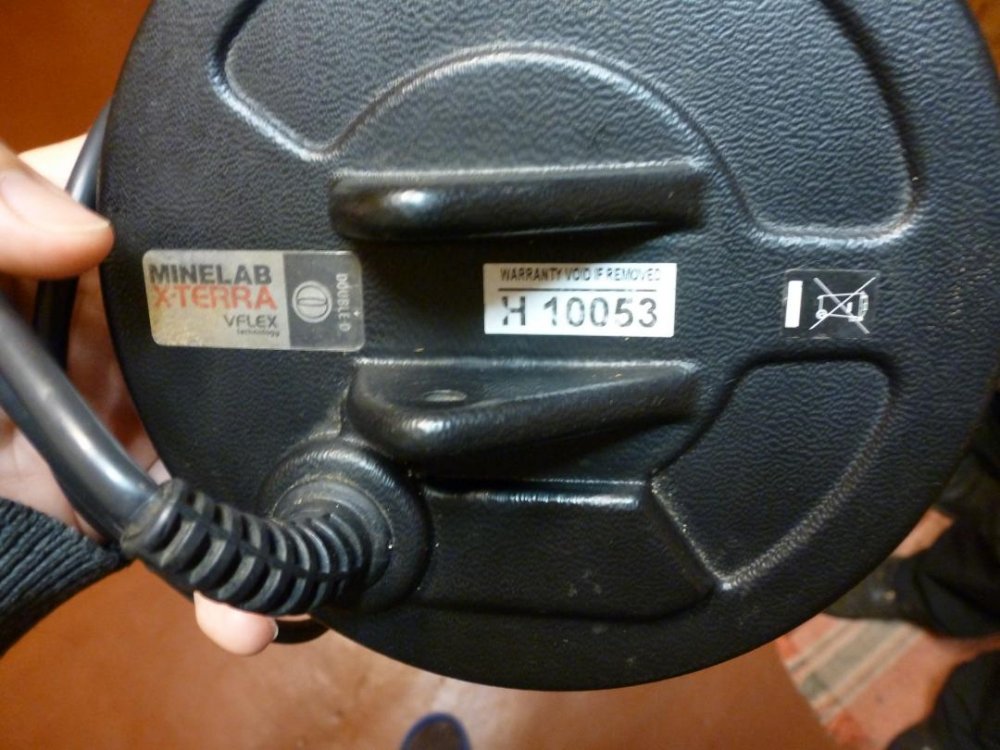 MINELAB
X-TERRA
VFLEX
technology
DOUBLE-D
WARRANTY VOID IF REMOVED
H 10053